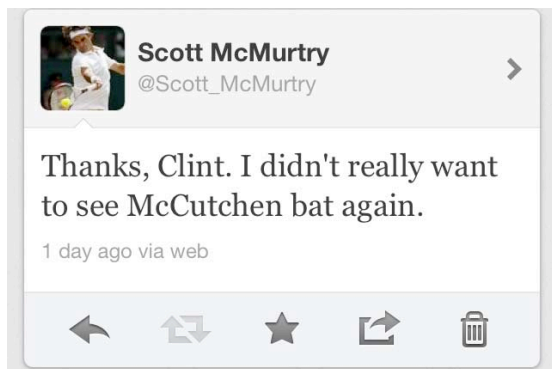 Scott McMurtry
@Scott_McMurtry
Thanks, Clint. I didn't really want
to see McCutchen bat again.
1 day ago via web